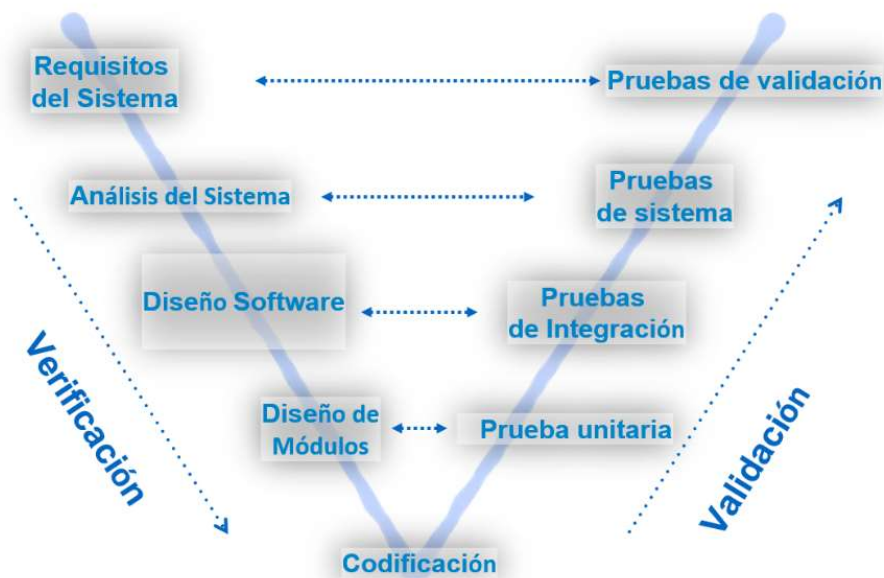 Requisitos
del Sistema
Pruebas de validación
Análisis del Sistema
Pruebas
de sistema
Diseño Software
Pruebas
de Integración
Verificación
Diseño de
Módulos
Prueba unitaria
Validación
Codificación